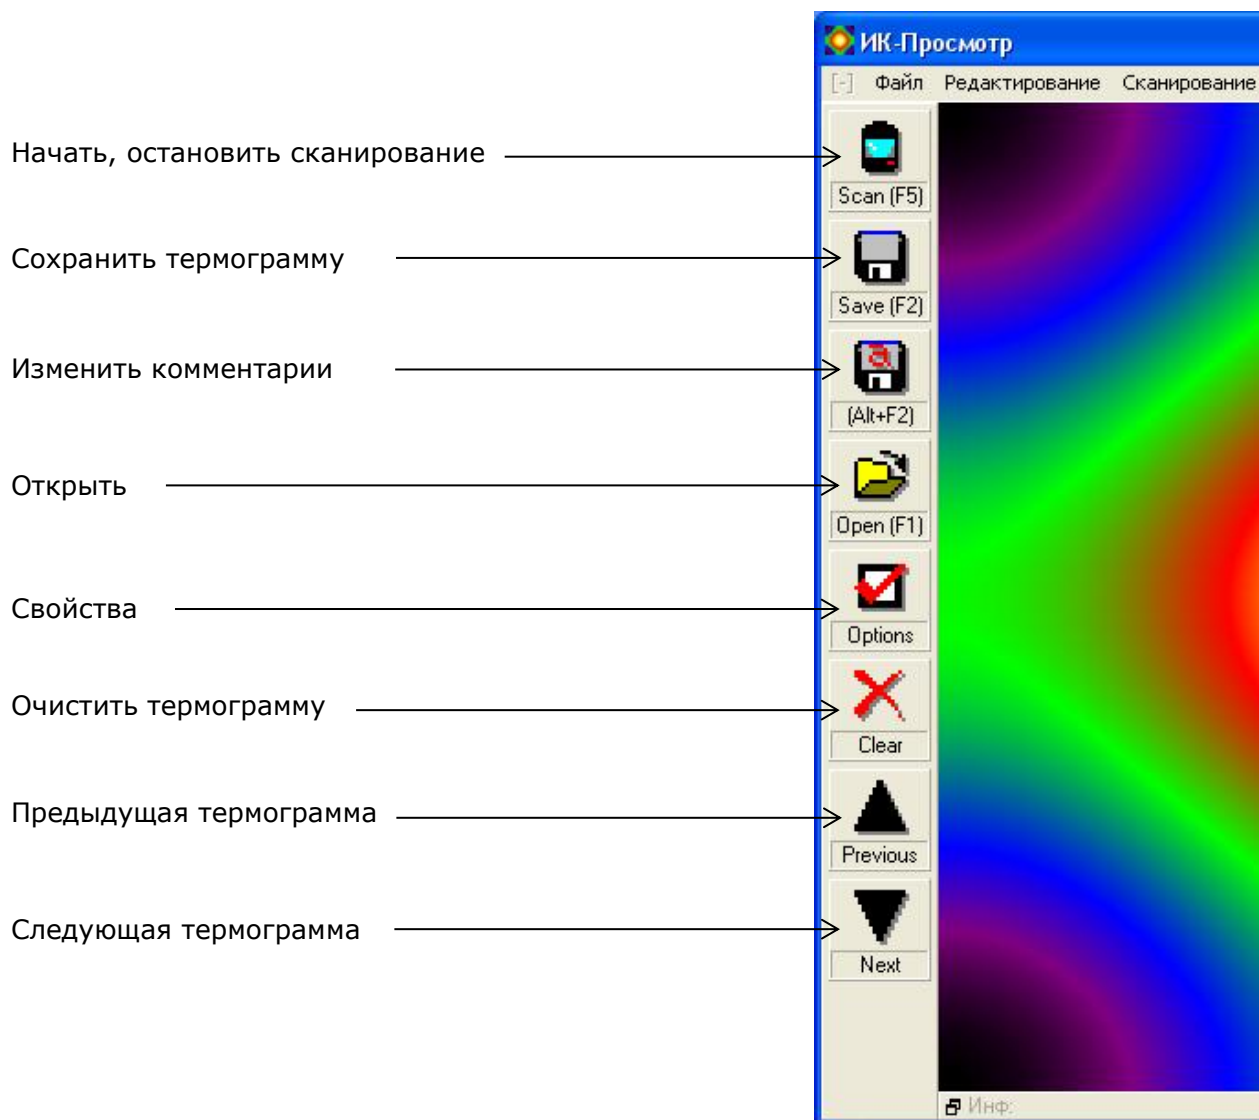 ИК-Просмотр
[-] Файл Редактирование Сканирование
Начать, остановить сканирование
Scan (F5)
Сохранить термограмму
Save (F2)
Изменить комментарии
(Alt+F2)
Открыть
Open (F1)
Свойства
Options
Очистить термограмму
Clear
Предыдущая термограмма
Previous
Следующая термограмма
Next
Инф: